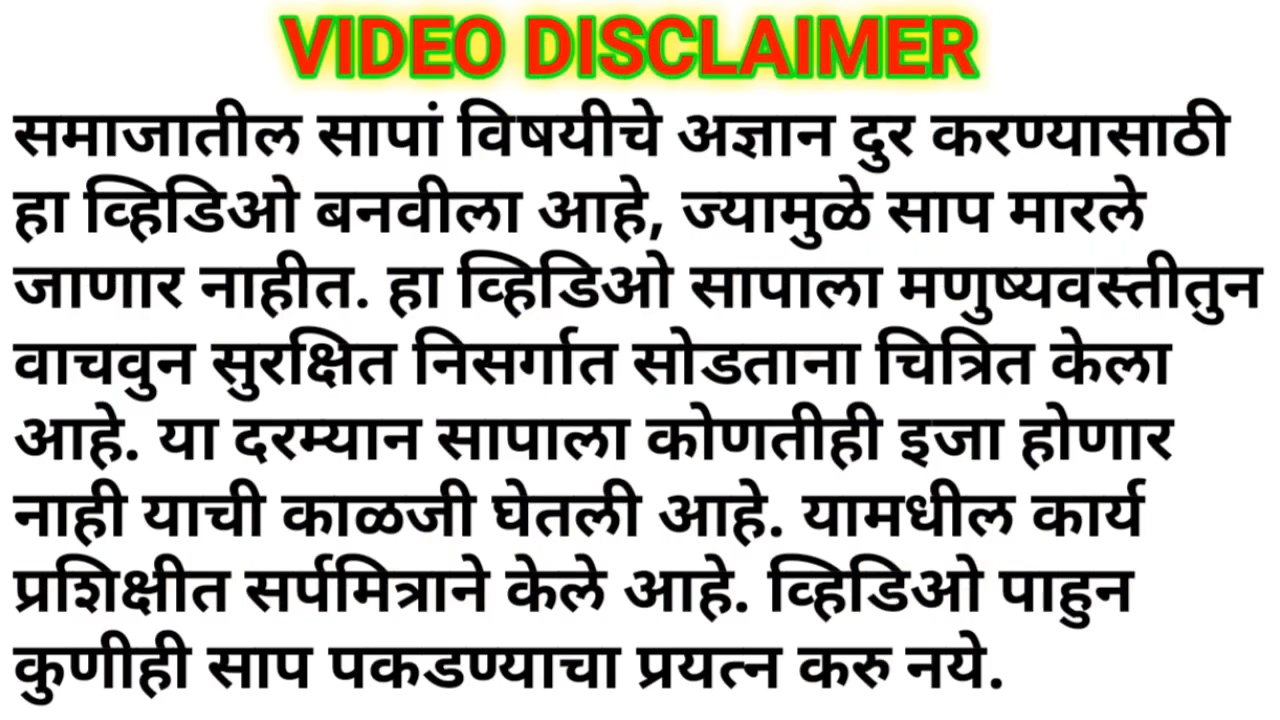 VIDEO DISCLAIMER
समाजातील सापां विषयीचे अज्ञान दुर करण्यासाठी
हा व्हिडिओ बनवीला आहे, ज्यामुळे साप मारले
जाणार नाहीत. हा व्हिडिओ सापाला मणुष्यवस्तीतुन
वाचवुन सुरक्षित निसर्गात सोडताना चित्रित केला
आहे. या दरम्यान सापाला कोणतीही इजा होणार
नाही याची काळजी घेतली आहे. यामधील कार्य
प्रशिक्षीत सर्पमित्राने केले आहे. व्हिडिओ पाहुन
कुणीही साप पकडण्याचा प्रयत्न करु नये.